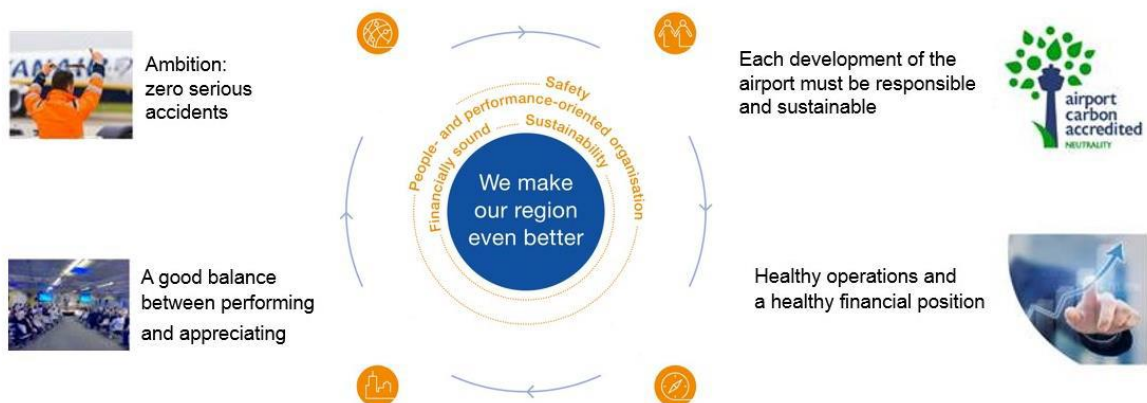 Ambition:
zero serious
accidents
Each development of the
airport must be responsible
and sustainable
airport
carbon
accredited
NEUTRALITY
Safety
People- and performance-oriented organisation
Financially sound
Sustainability
We make
our region
even better
A good balance
between performing
and appreciating
Healthy operations and
a healthy financial position